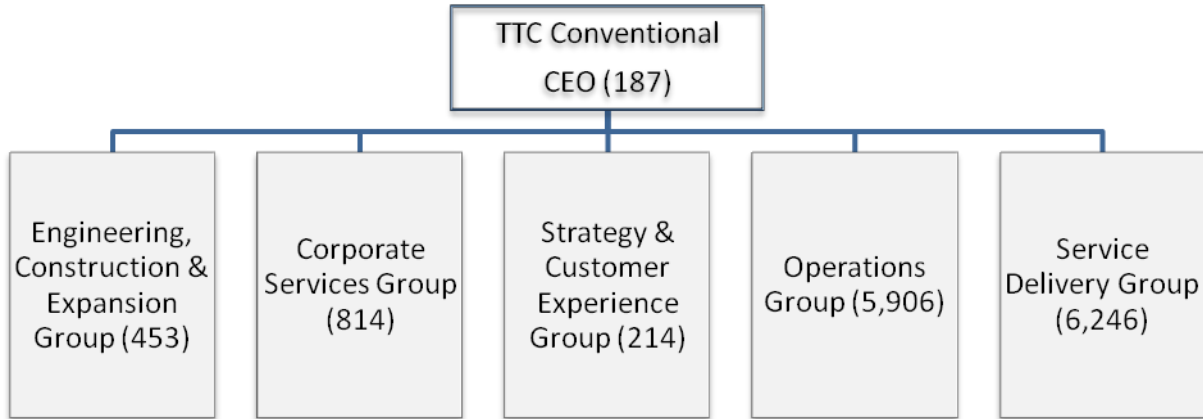 TTC Conventional
CEO (187)
Engineering,
Construction &
Expansion
Group (453)
Corporate
Services Group
(814)
Strategy &
Customer
Experience
Group (214)
Operations
Group (5,906)
Service
Delivery Group
(6,246)